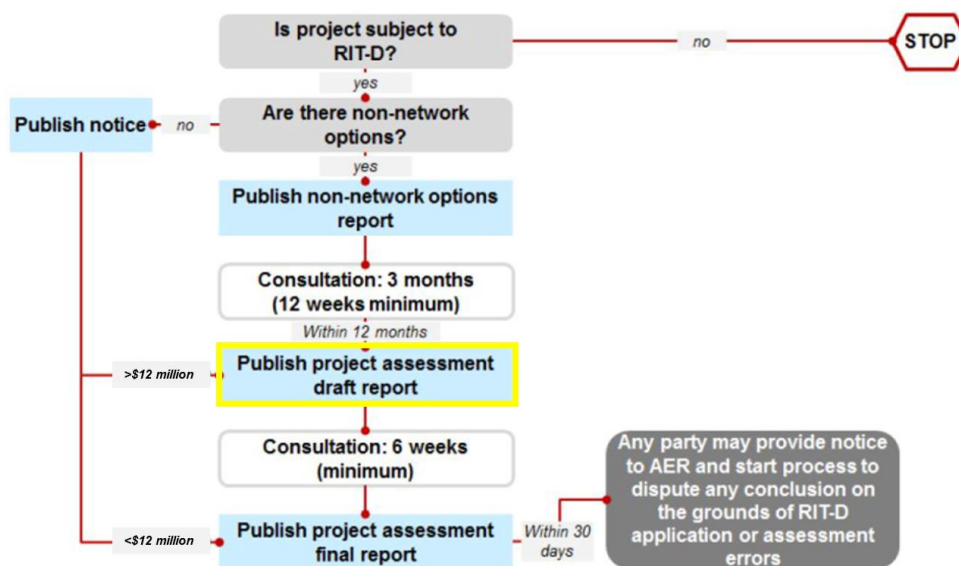 Is project subject to
RIT-D?
no
STOP
yes
Publish notice
no
Are there non-network
options?
yes
Publish non-network options
report
Consultation: 3 months
(12 weeks minimum)
Within 12 months
>$12 million
Publish project assessment
draft report
Consultation: 6 weeks
(minimum)
Any party may provide notice
to AER and start process to
dispute any conclusion on
the grounds of RIT-D
application or assessment
errors
<$12 million
Publish project assessment
final report
Within 30
days